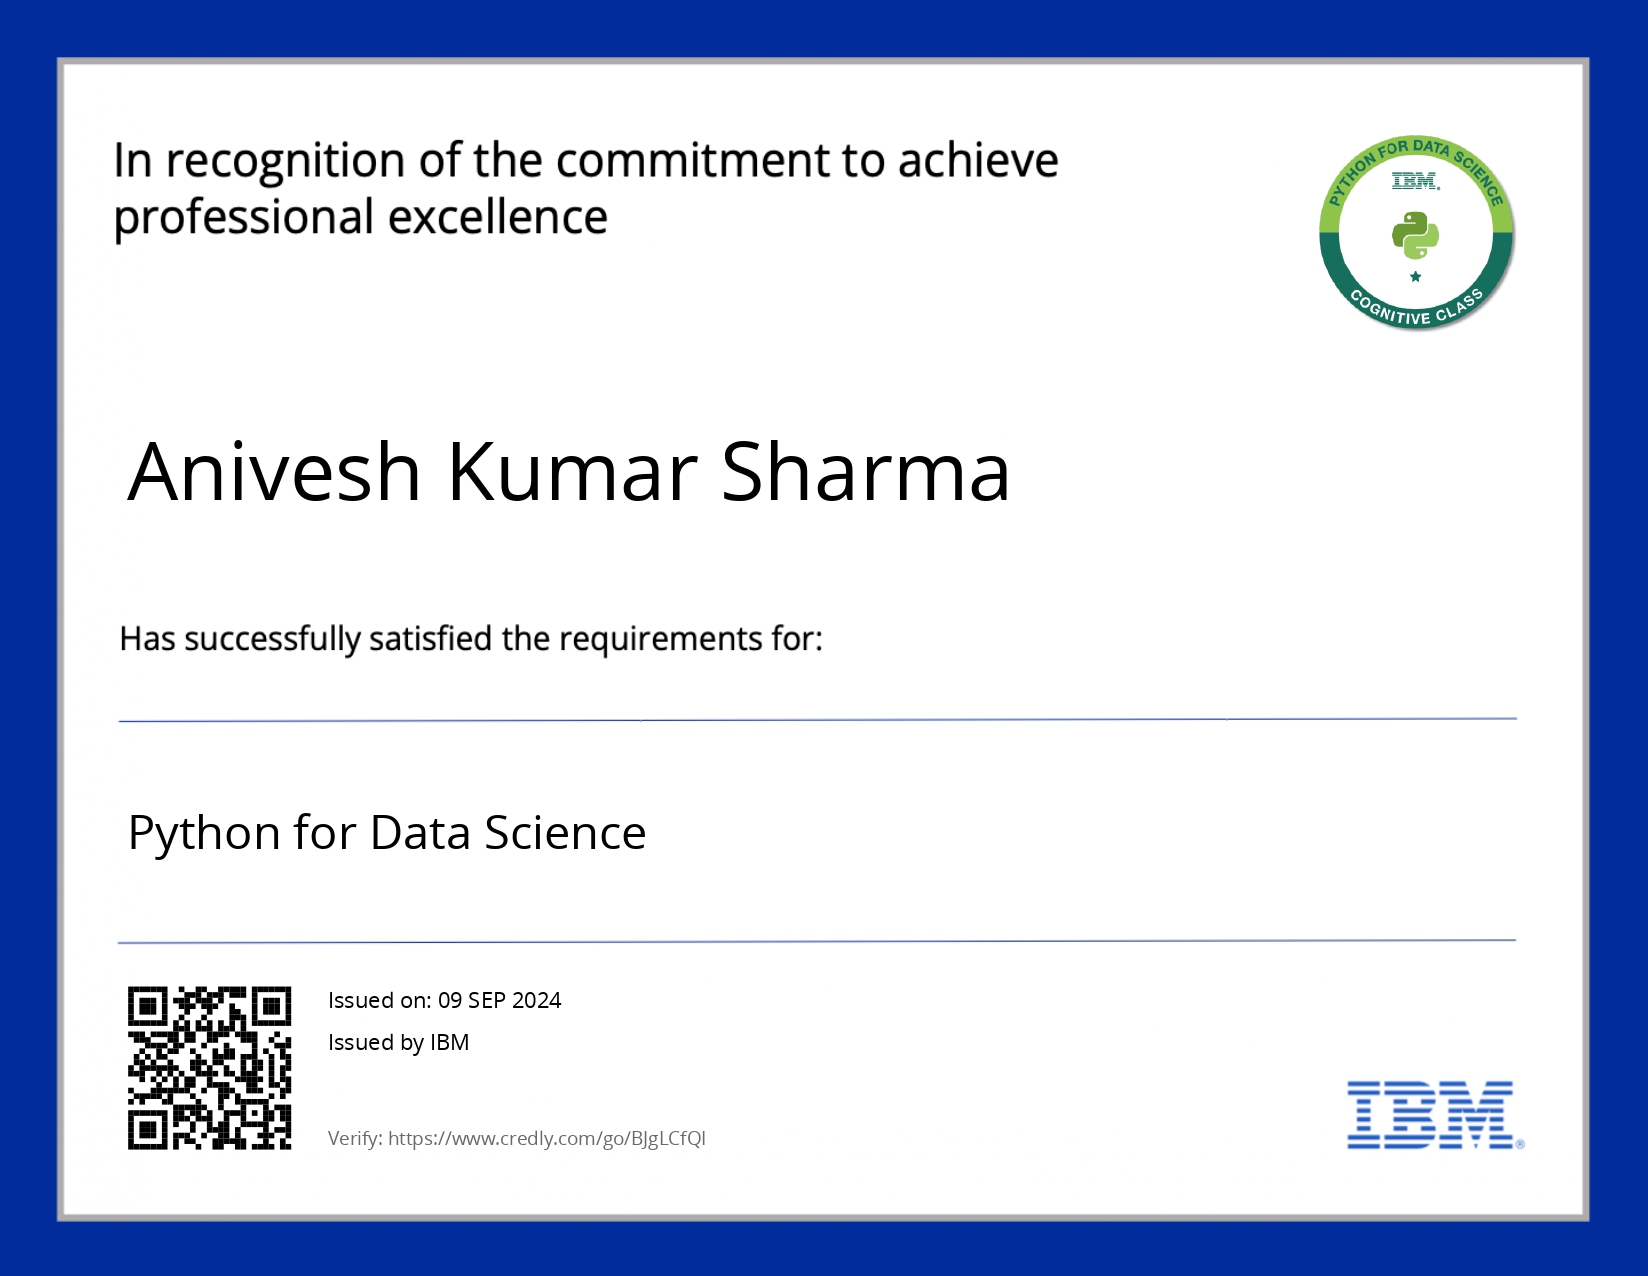 In recognition of the commitment to achieve
professional excellence
PYTHON FOR DATA SCIENCE
IBM
COGNITIVE CLASS
Anivesh Kumar Sharma
Has successfully satisfied the requirements for:
Python for Data Science
Issued on: 09 SEP 2024
Issued by IBM
Verify: https://www.credly.com/go/BJgLCfQI
IBM®